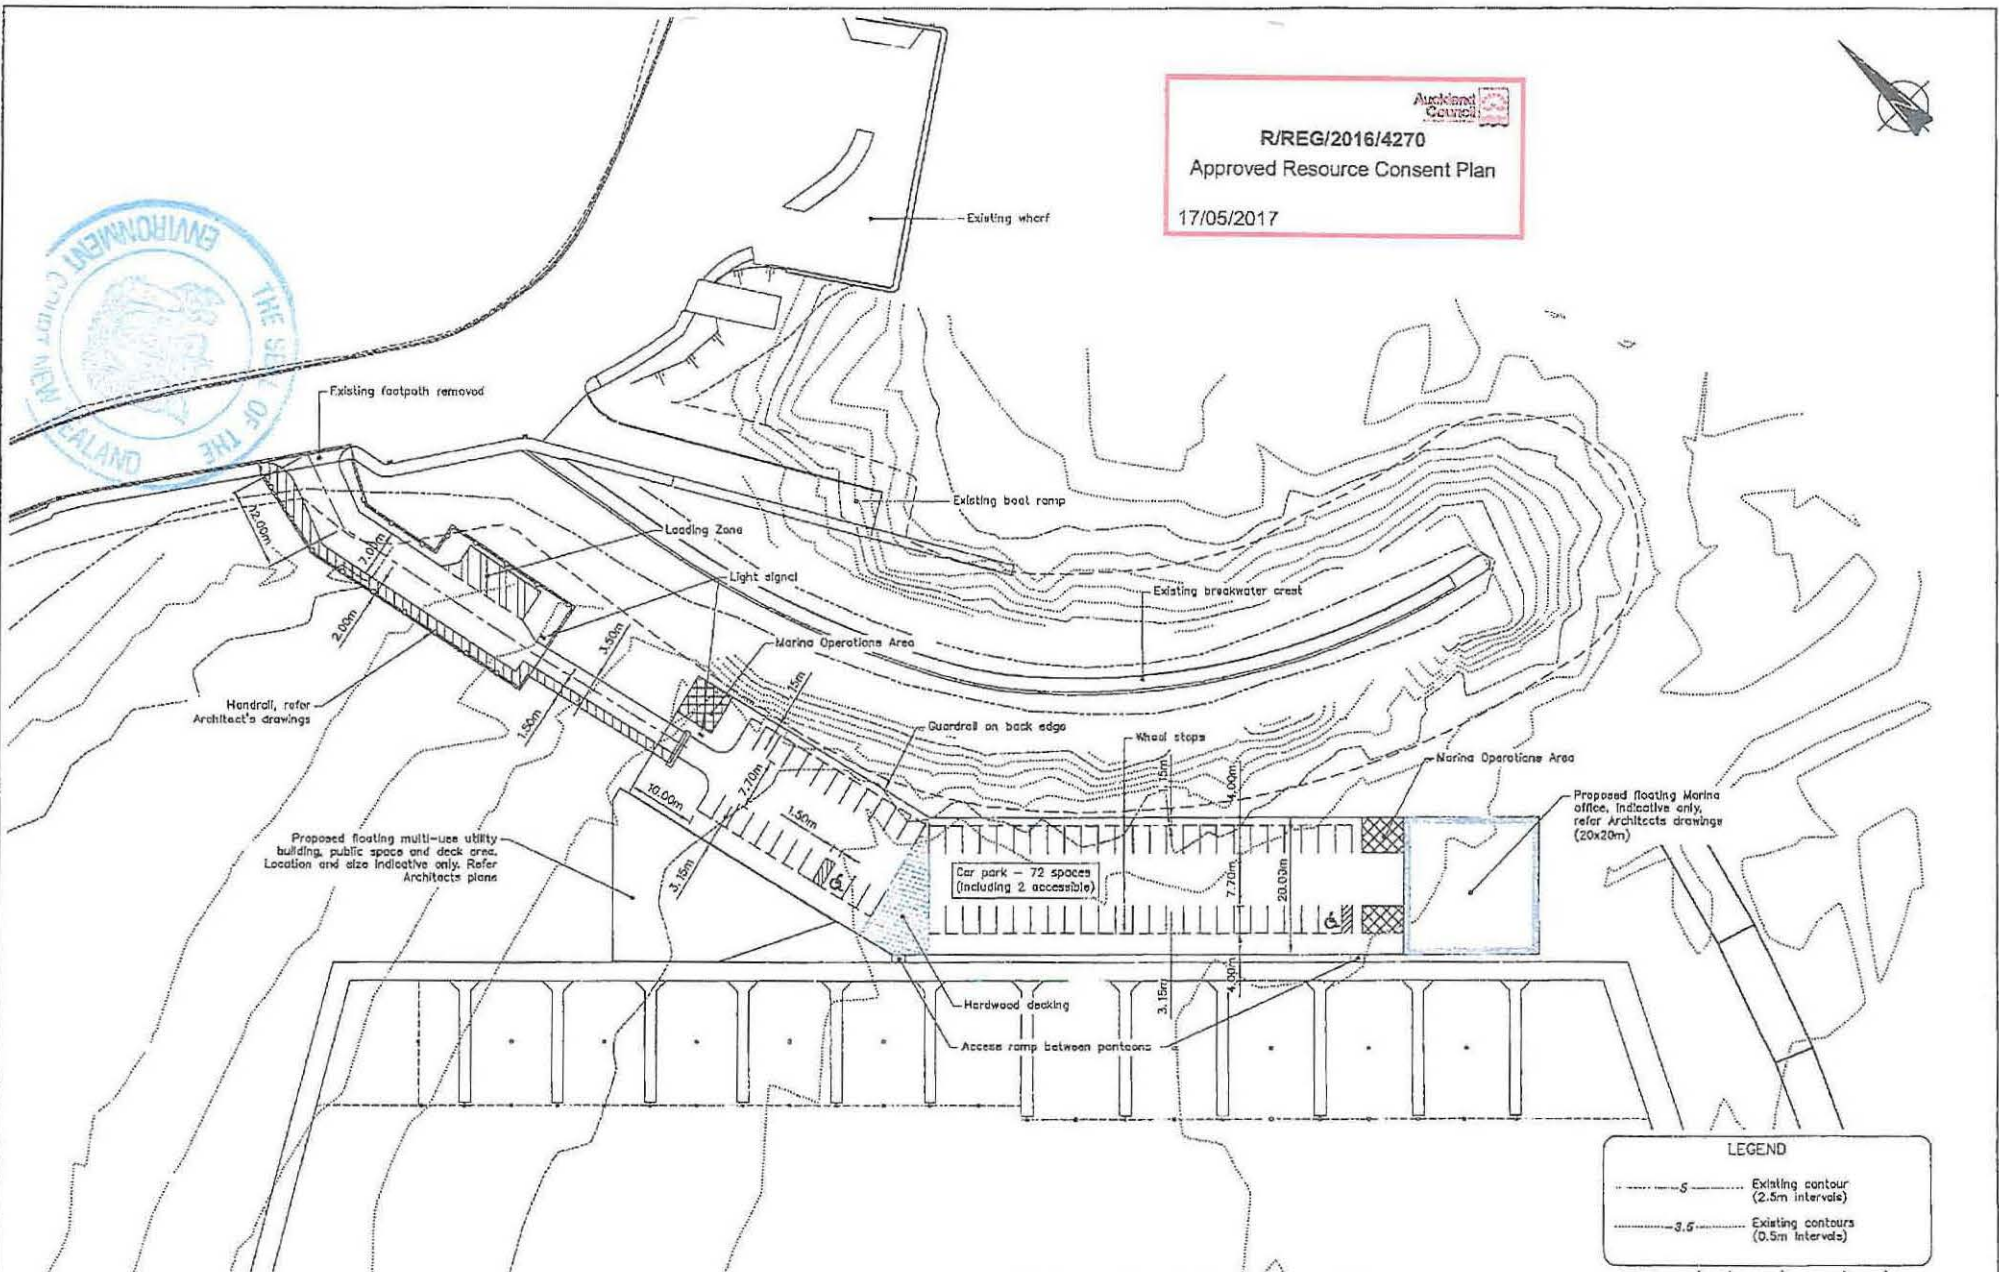 Auckland
Council
R/REG/2016/4270
Approved Resource Consent Plan
17/05/2017
THE SEAL OF THE
ENVIRONMENT COURT NEW ZEALAND
Existing wharf
Existing footpath removed
Existing boat ramp
Loading Zone
Light signal
Existing breakwater crest
Marina Operations Area
12.00m
7.00m
2.00m
3.50m
1.50m
Handrail, refer
Architect's drawings
.15m
Guardrail on back edge
Wheel stops
Marina Operations Area
Proposed floating Marina
office, indicative only,
refer Architects drawings
(20x20m)
10.00m
7.70m
1.50m
3.15m
.15m
4.00m
7.70m
20.00m
3.15m
4.00m
Proposed floating multi-use utility
building, public space and deck area.
Location and size indicative only. Refer
Architects plans
Car park - 72 spaces
(including 2 accessible)
Hardwood decking
Access ramp between pontoons
LEGEND
5
Existing contour
(2.5m intervals)
3.5
Existing contours
(0.5m intervals)